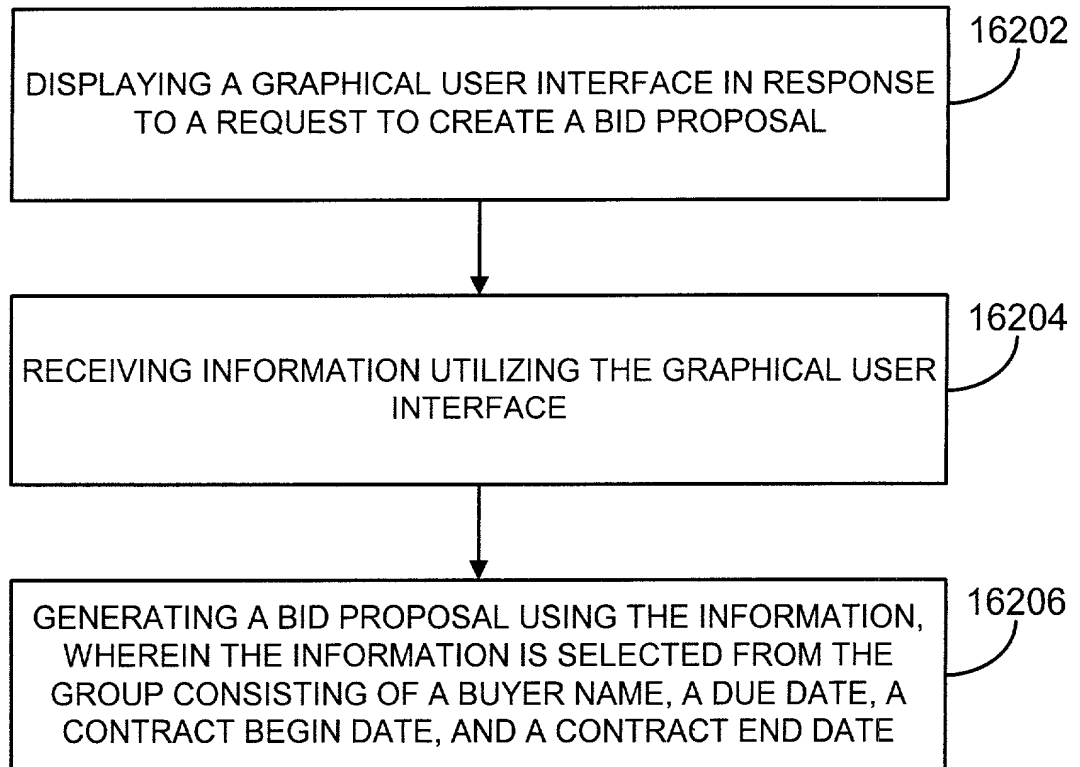 16202
DISPLAYING A GRAPHICAL USER INTERFACE IN RESPONSE
TO A REQUEST TO CREATE A BID PROPOSAL
16204
RECEIVING INFORMATION UTILIZING THE GRAPHICAL USER
INTERFACE
16206
GENERATING A BID PROPOSAL USING THE INFORMATION,
WHEREIN THE INFORMATION IS SELECTED FROM THE
GROUP CONSISTING OF A BUYER NAME, A DUE DATE, A
CONTRACT BEGIN DATE, AND A CONTRACT END DATE